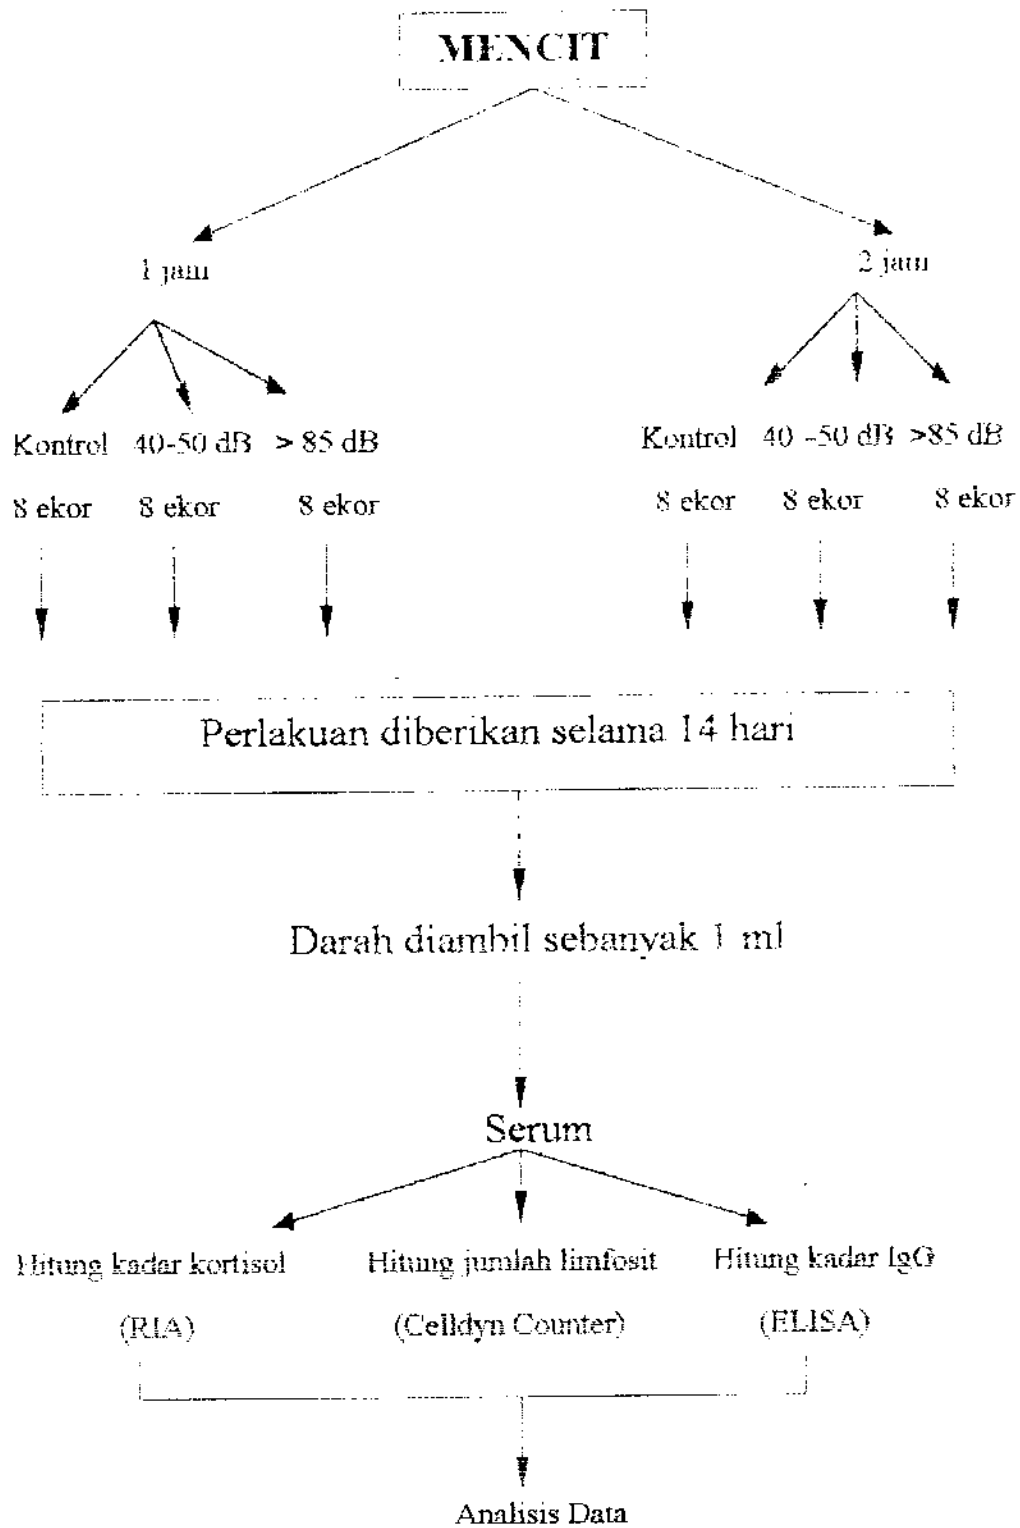 MENCIT
1 jam
2 jam
Kontrol 40-50 dB > 85 dB
Kontrol 40 -50 dB >85 dB
8 ekor 8 ekor 8 ekor
8 ekor 8 ekor 8 ekor
Perlakuan diberikan selama 14 hari
Darah diambil sebanyak 1 ml
Serum
Hitung kadar kortisol
(RIA)
Hitung jumlah limfosit
(Celldyn Counter)
Hitung kadar IgG
(ELISA)
Analisis Data